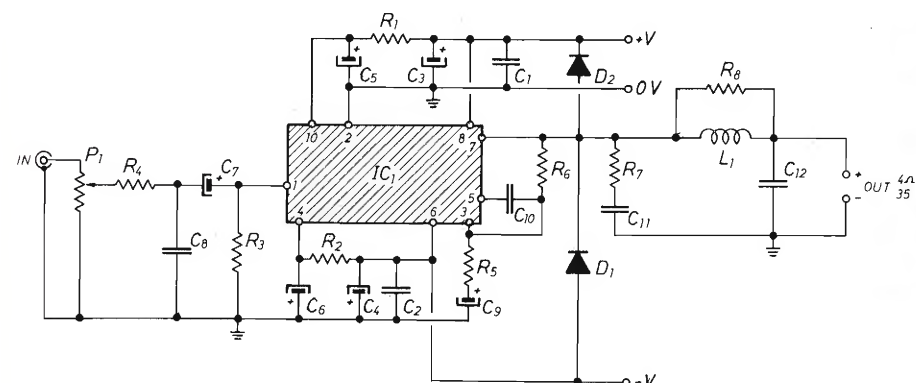 R1
+V
C5
C3
C1
D2
R8
0V
10
2
8
7
L1
IN
P1
R4
C7
1
IC1
R6
R7
C12
+
OUT 4Ω
-
35
5
C10
C11
4
6
3
C8
R3
R2
R5
D1
C6
C4
C2
C9
-V